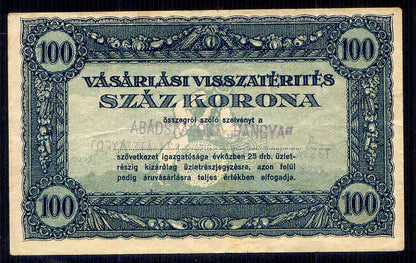 100 100
VÁSÁRLÁSI VISSZATÉRITÉS
SZÁZ KORONA
összegről szóló szelvényt a
HANGYA
szövetkezet igazgatósága évközben 25 drb. üzlet-
részig kizárólag üzletrészjegyzésre, azon felül
pedig áruvásárlásra teljes értékben elfogadja.
100 100